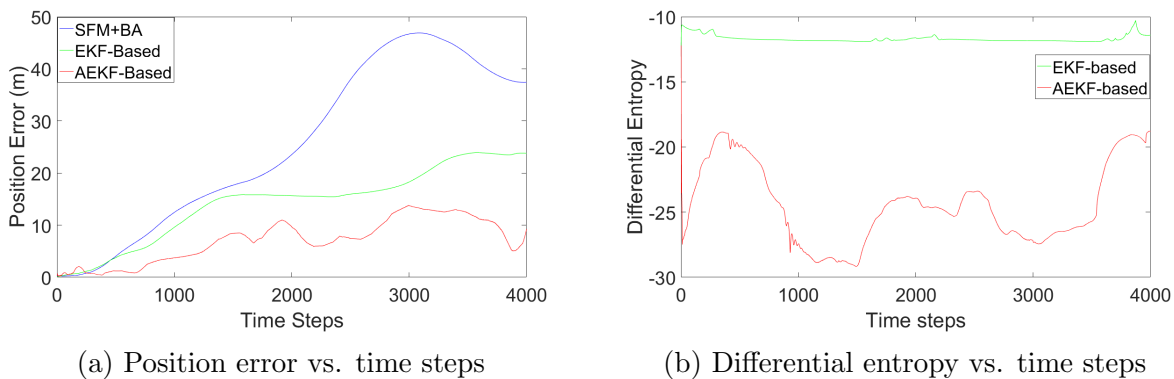 50
40
30
20
10
0
Position Error (m)
SFM+BA
EKF-Based
AEKF-Based
0 1000 2000 3000 4000
Time Steps
(a) Position error vs. time steps
-10
-15
-20
-25
-30
Differential Entropy
EKF-based
AEKF-based
0 1000 2000 3000 4000
Time steps
(b) Differential entropy vs. time steps